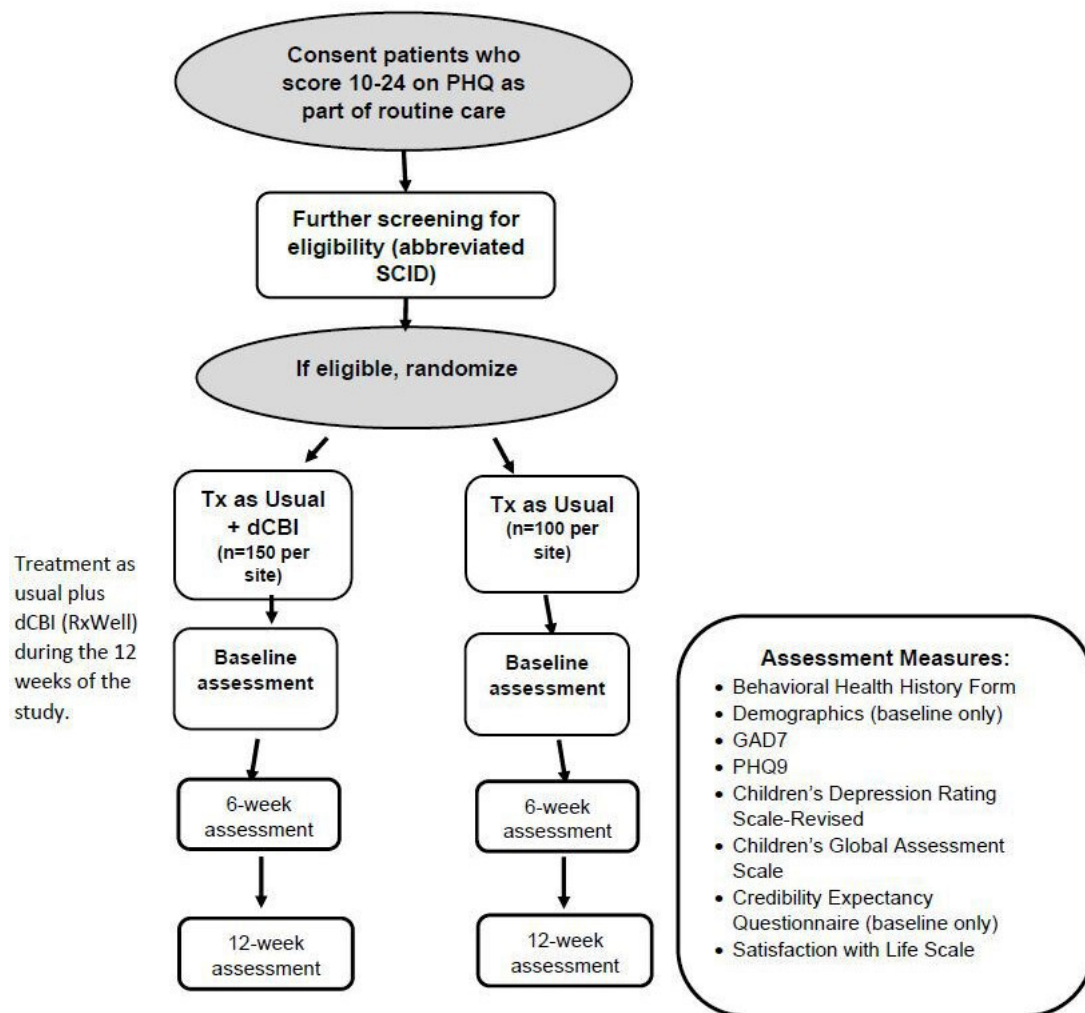 Consent patients who
score 10-24 on PHQ as
part of routine care
Further screening for
eligibility (abbreviated
SCID)
If eligible, randomize
Tx as Usual
+ dCBI
(n=150 per
site)
Tx as Usual
(n=100 per
site)
Treatment as
usual plus
dCBI (RxWell)
during the 12
weeks of the
study.
Baseline
assessment
Baseline
assessment
6-week
assessment
6-week
assessment
12-week
assessment
12-week
assessment
Assessment Measures:
• Behavioral Health History Form
• Demographics (baseline only)
• GAD7
• PHQ9
• Children's Depression Rating
Scale-Revised
• Children's Global Assessment
Scale
• Credibility Expectancy
Questionnaire (baseline only)
• Satisfaction with Life Scale